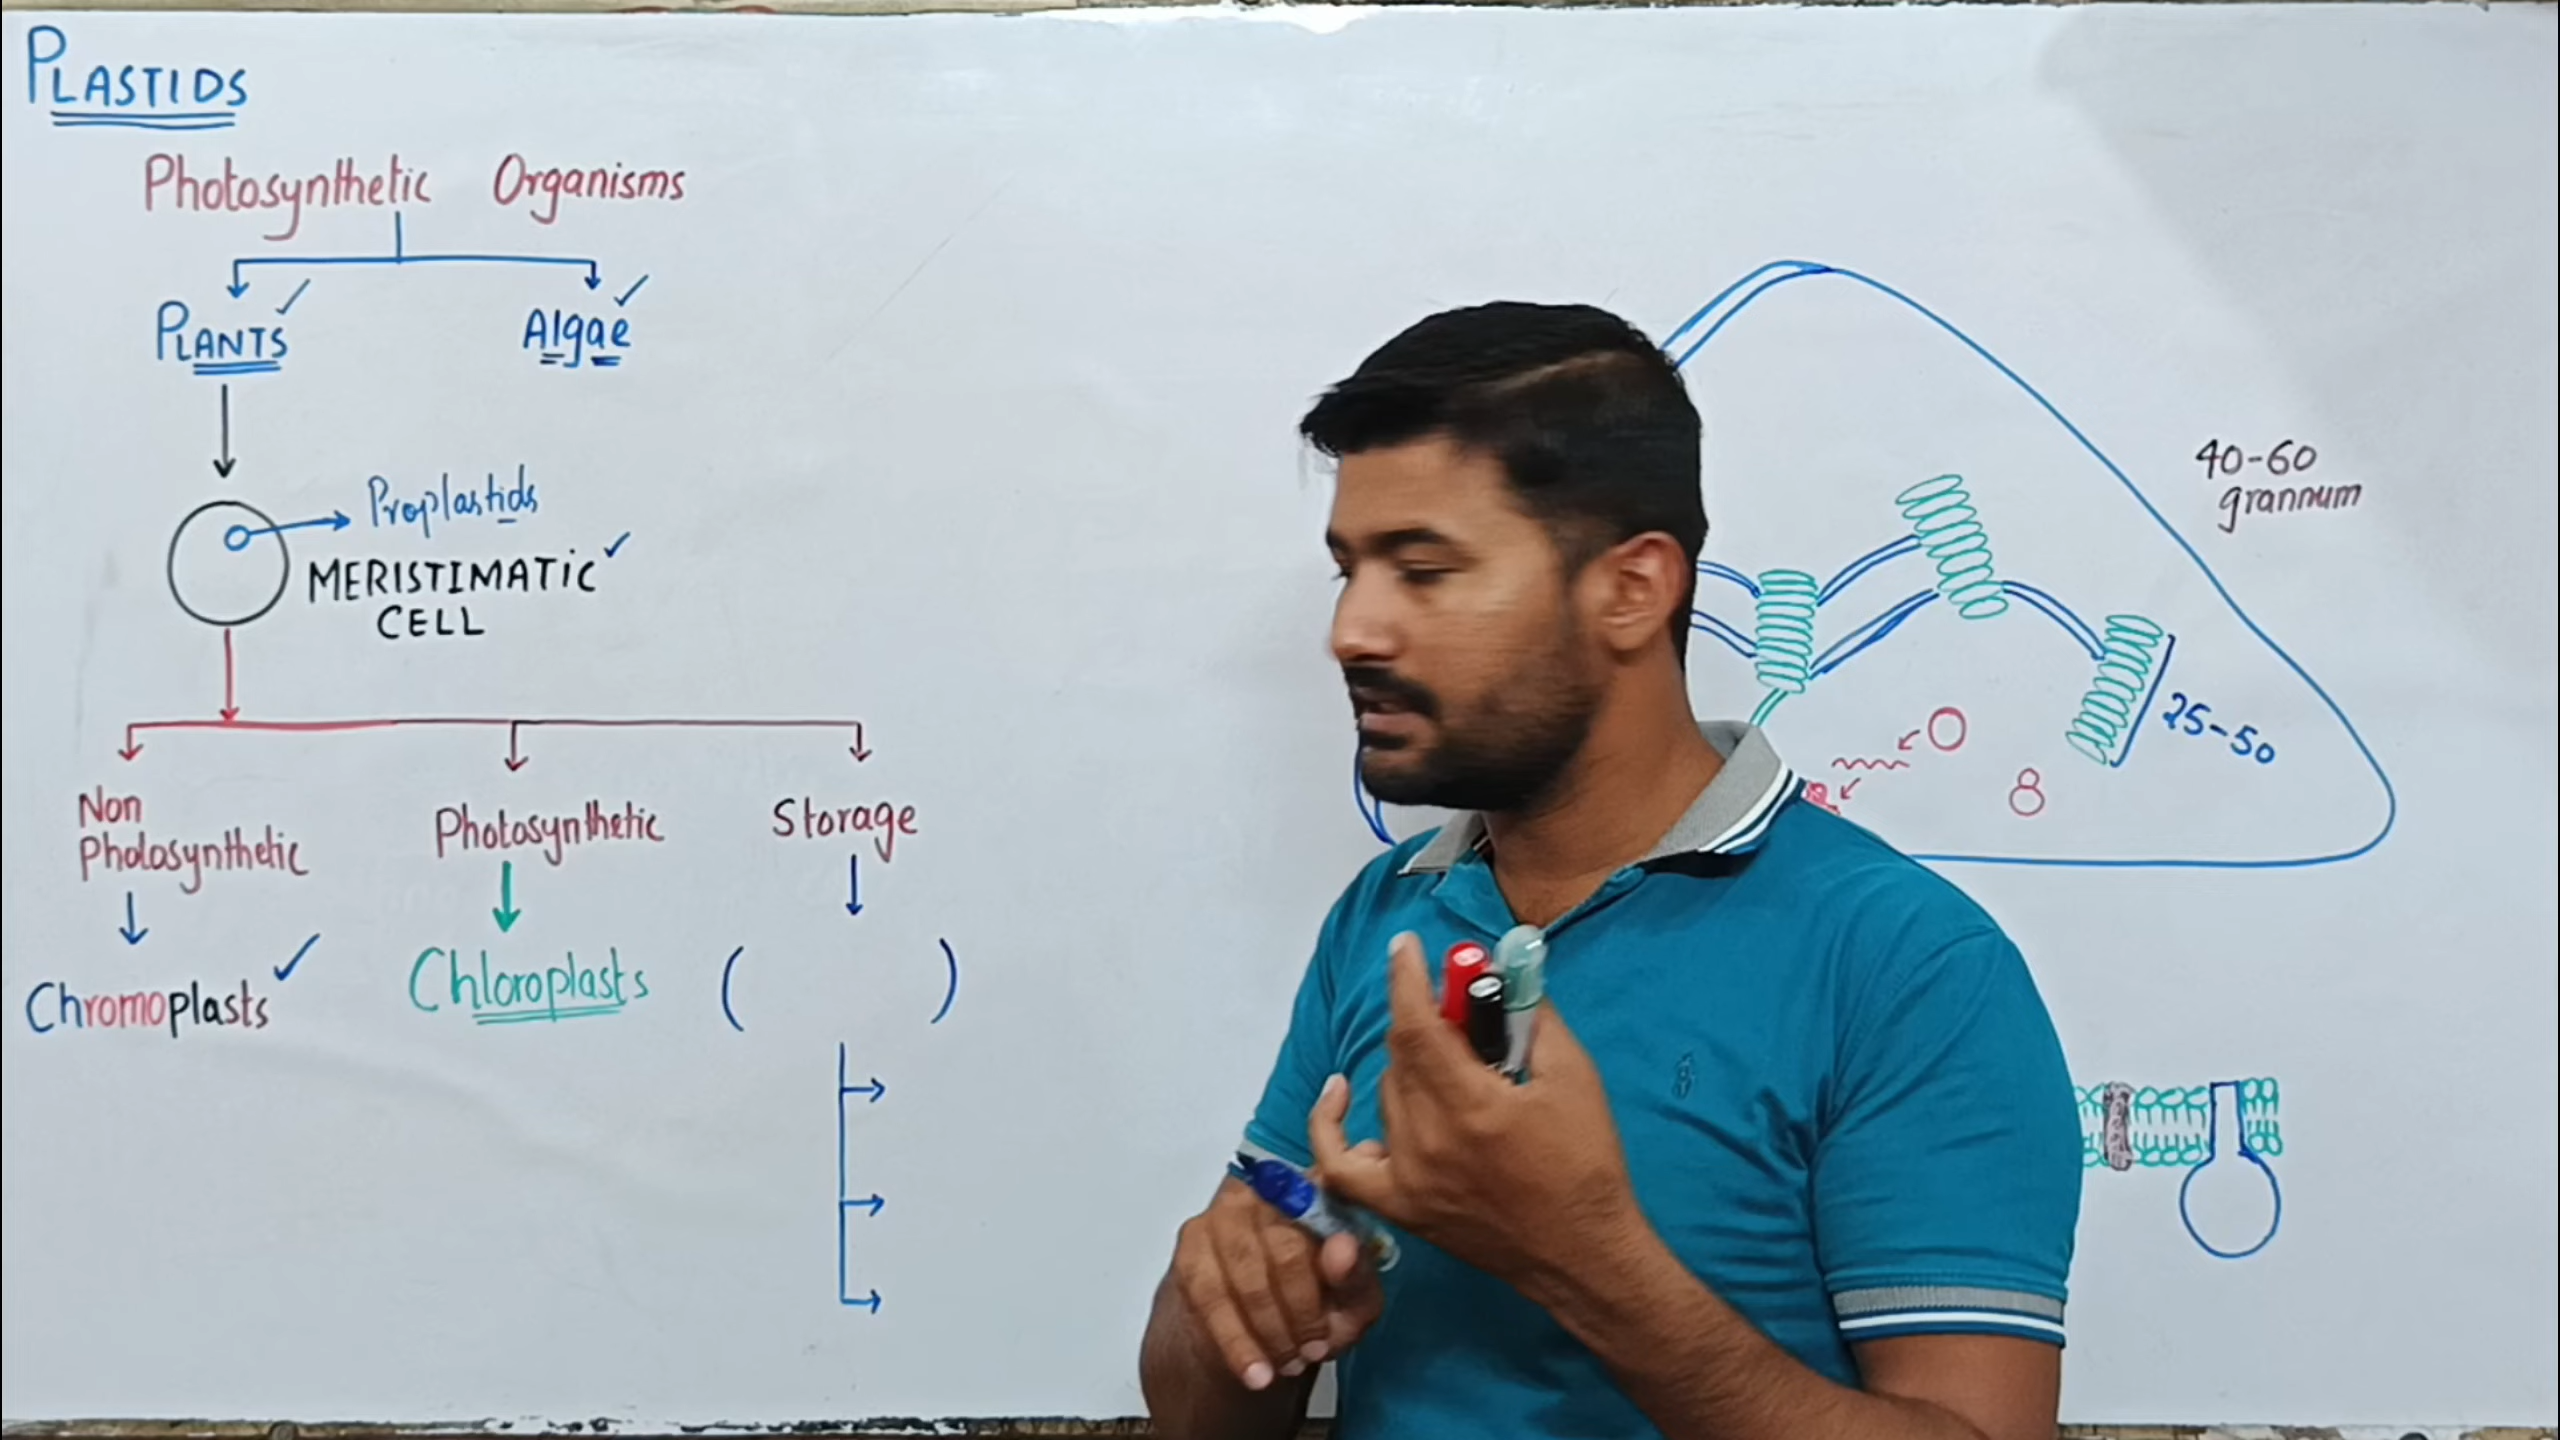 PLASTIDS
Photosynthetic Organisms
PLANTS
Algae
Proplastids
MERISTIMATIC
CELL
Non
Photosynthetic
Photosynthetic
Storage
Chromoplasts
Chloroplasts
( )
40-60
grannum
25-50